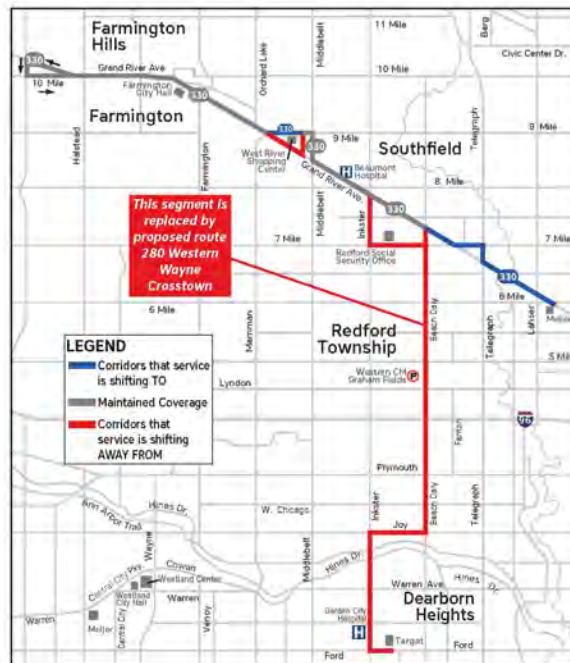 Farmington
Hills
11 Mile
Berg
Civic Center Dr.
330
Grand River Ave
10 Mile
10 Mile
Orchard Lake
Middlebelt
Farmington
City Hall
330
Farmington
Halstead
Farmington
330
9 Mile
9 Mile
330
West River
Shopping
Center
Southfield
Telegraph
Beaumont
Hospital
Grand River Ave.
8 Mile
This segment is
replaced by
proposed route
280 Western
Wayne
Crosstown
Middlebelt
Inkster
330
7 Mile
7 Mile
Redford Social
Security Office
330
6 Mile
6 Mile
Lahser
Meijer
Merriman
Redford
Township
Beech Daly
Telegraph
5 Mile
LEGEND
Corridors that service
is shifting TO
Maintained Coverage
Corridors that
service is shifting
AWAY FROM
Lyndon
Western CM
Graham Fields
P
96
Fenton
Plymouth
Hines Dr.
Ann Arbor Trail
W. Chicago
Inkster
Beech Daly
Telegraph
Joy
Wayne
Middlebelt
Hines Dr.
Central City Pky.
Cowan
Westland Center
Warren Ave.
Hines Dr.
Westland
City Hall
Warren
Warren
Dearborn
Heights
Meijer
Central City
Venoy
Garden City
Hospital
H
Target
Ford
Ford